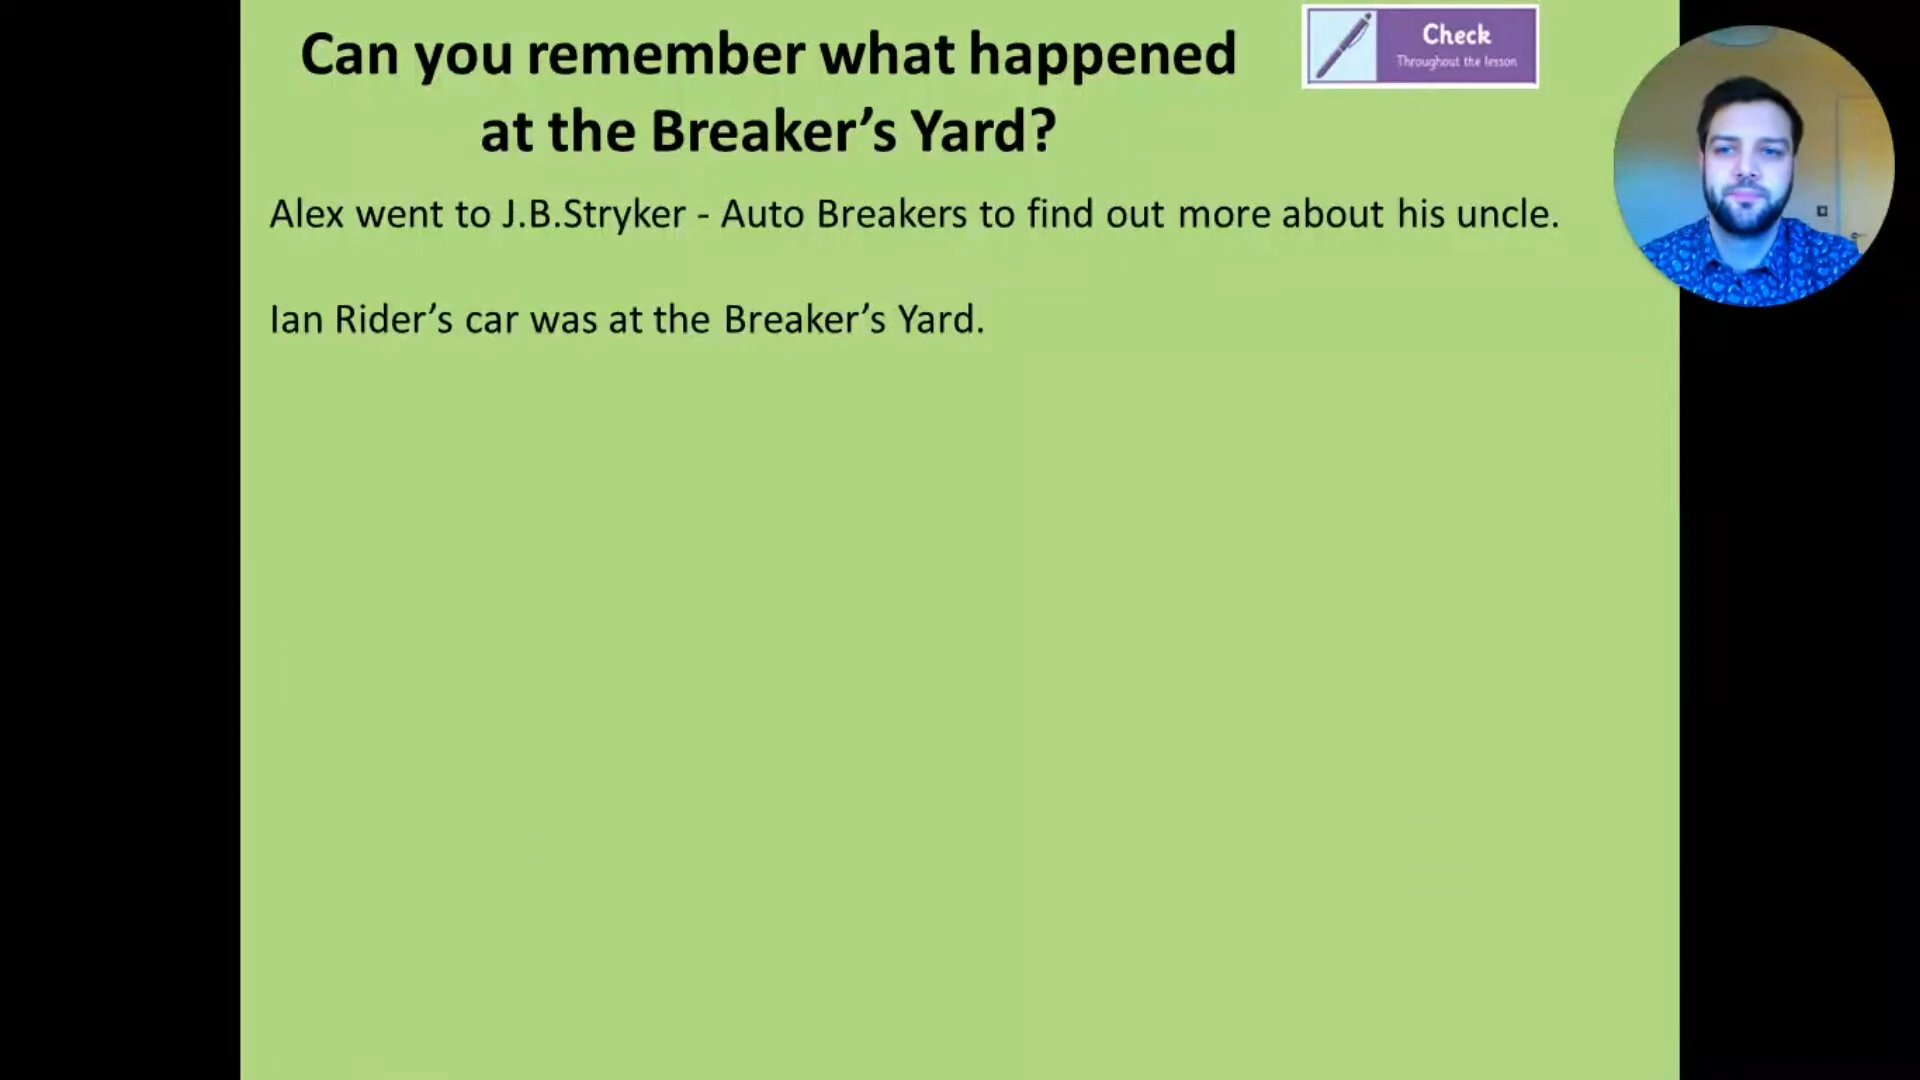 Can you remember what happened
at the Breaker’s Yard?
Check
Throughout the lesson
Alex went to J.B.Stryker - Auto Breakers to find out more about his uncle.
Ian Rider’s car was at the Breaker’s Yard.